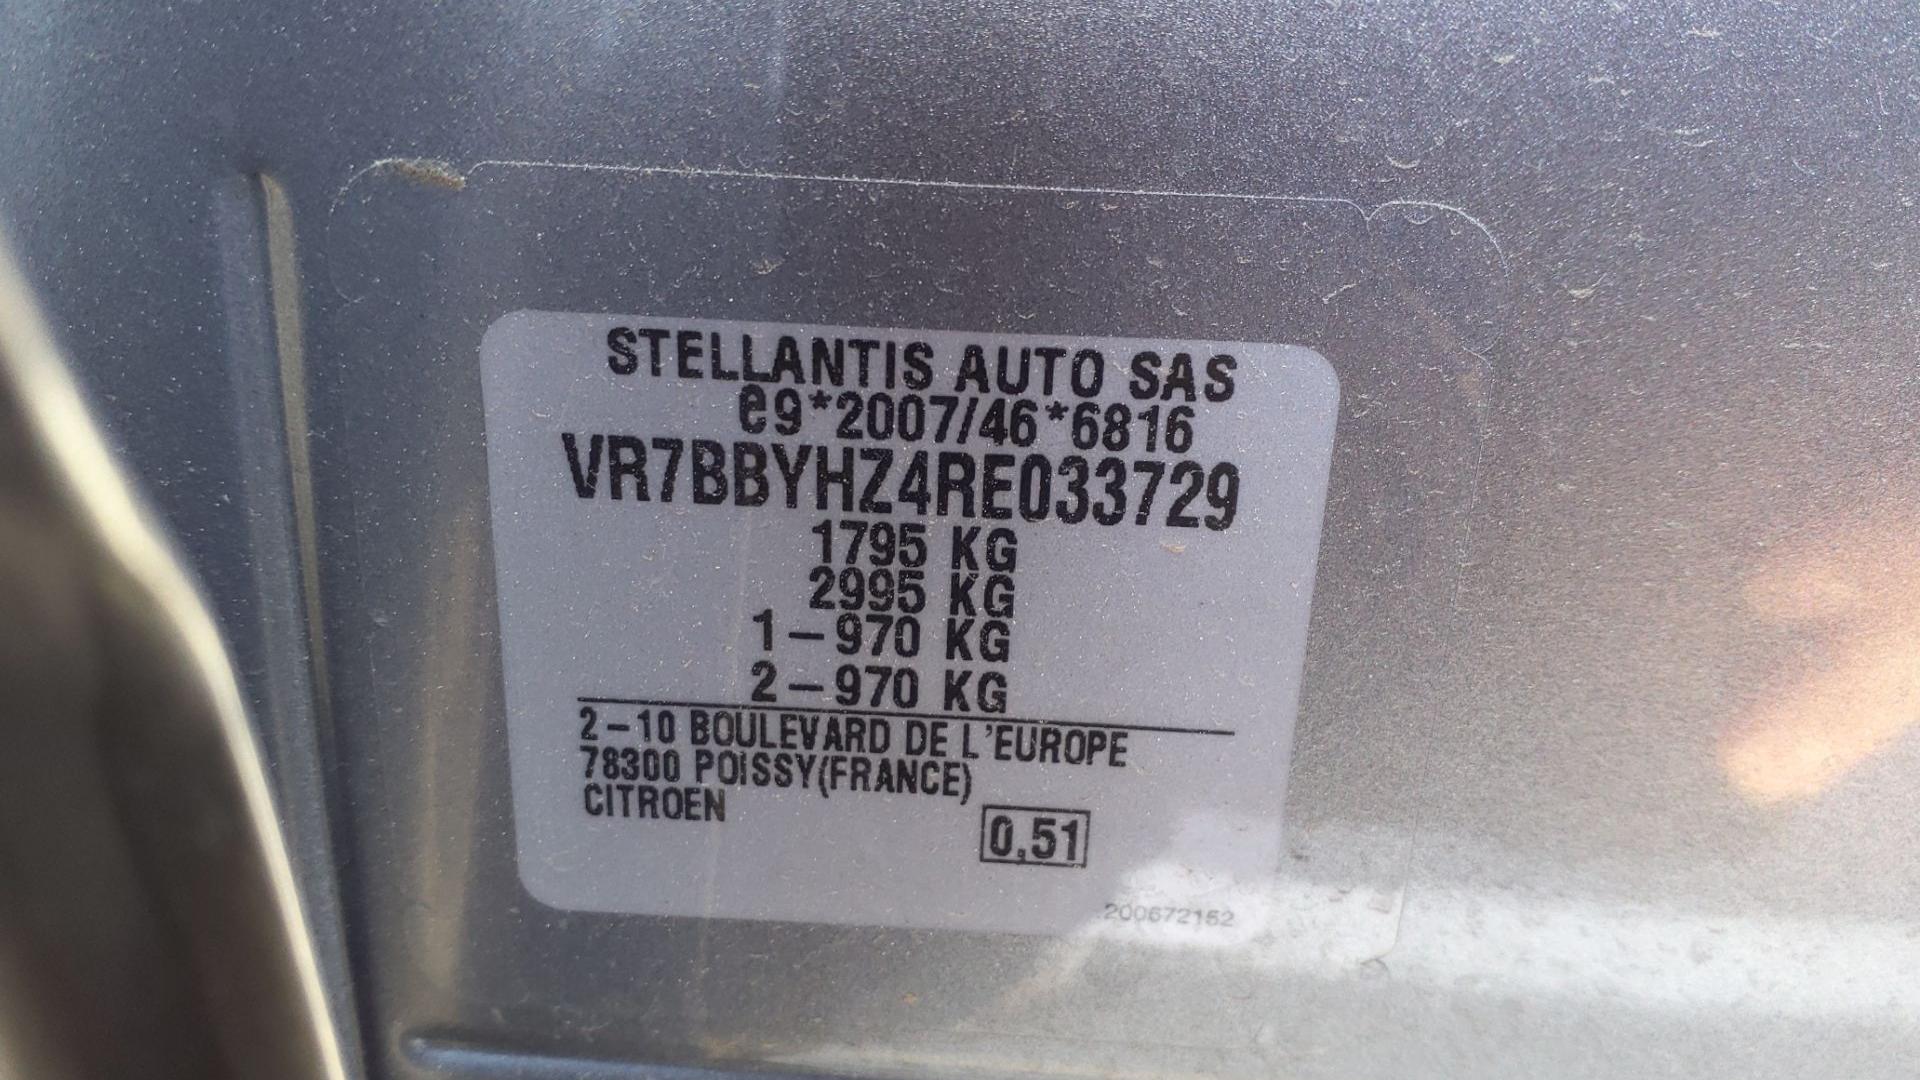 STELLANTIS AUTO SAS
e9*2007/46*6816
VR7BBYHZ4RE033729
1795 KG
2995 KG
1-970 KG
2-970 KG
2-10 BOULEVARD DE L'EUROPE
78300 POISSY(FRANCE)
CITROEN
0,51
200672152